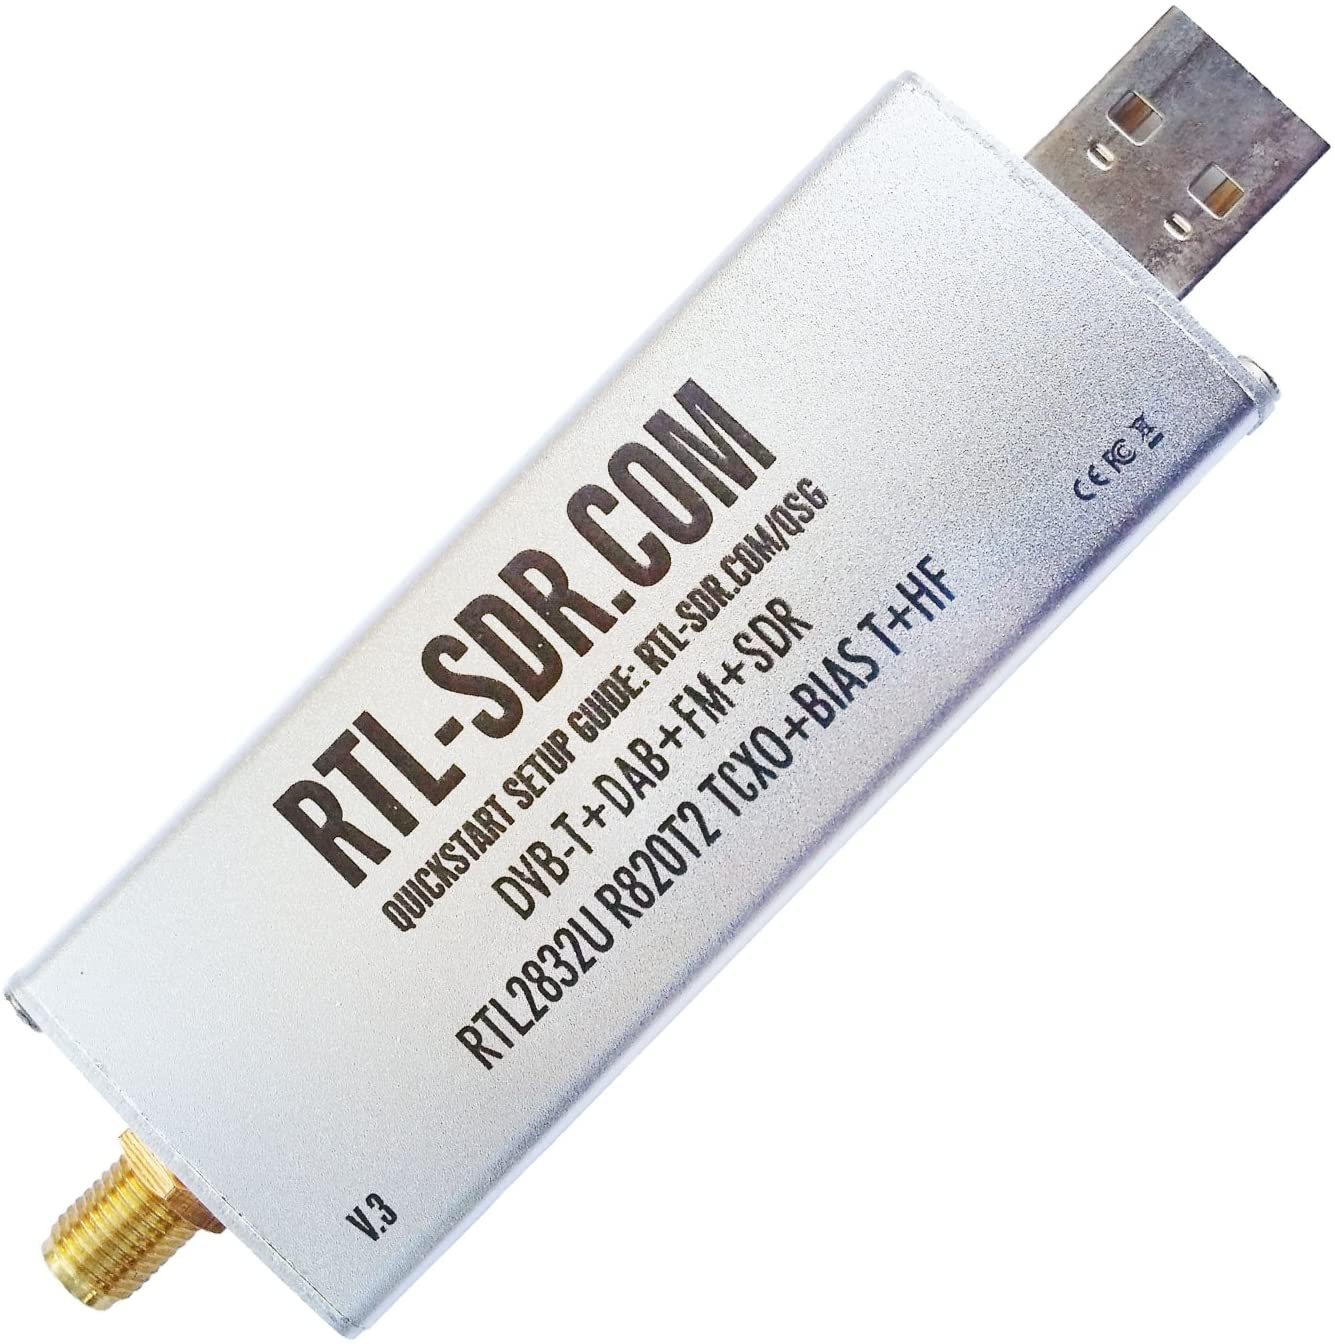 RTL-SDR.COM
QUICKSTART SETUP GUIDE: RTL-SDR.COM/QSG
DVB-T+DAB+FM+SDR
RTL2832U R820T2 TCXO+BIAS T+HF
CE FC
V.3